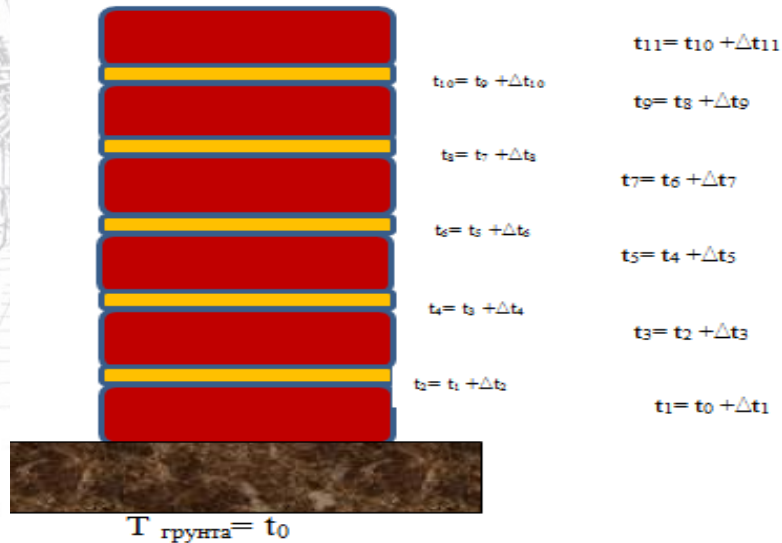 t₁₁= t₁₀ +△t₁₁
t₁₀= t₉ +△t₁₀
t₉= t₈ +△t₉
t₈= t₇ +△t₈
t₇= t₆ +△t₇
t₆= t₅ +△t₆
t₅= t₄ +△t₅
t₄= t₃ +△t₄
t₃= t₂ +△t₃
t₂= t₁ +△t₂
t₁= t₀ +△t₁
T грунта= t₀